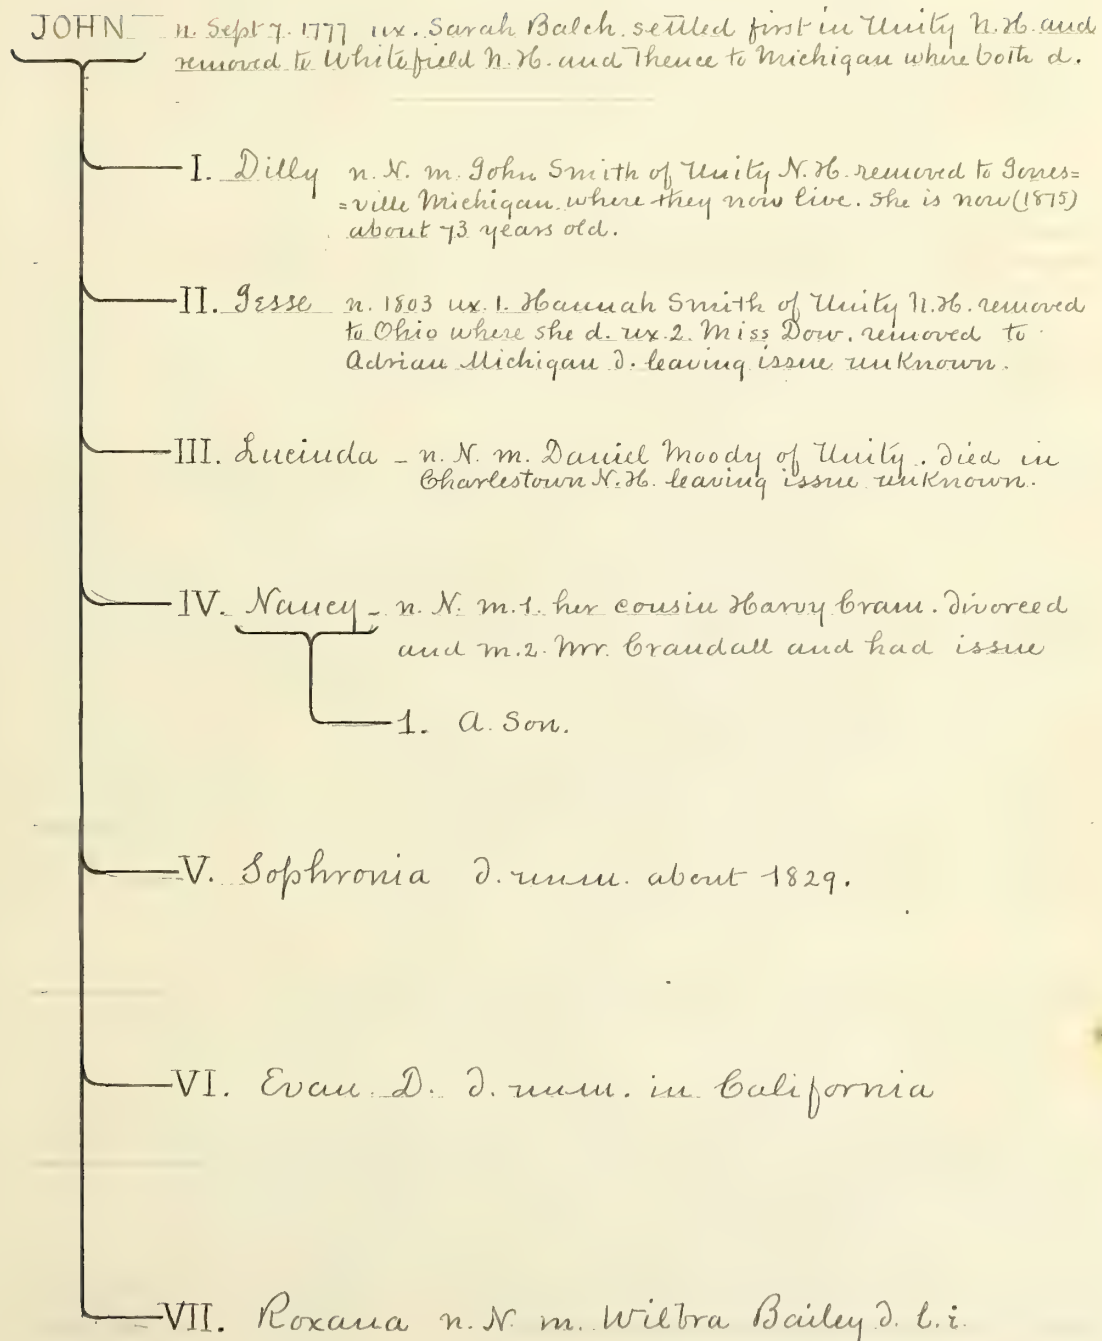 JOHN n. Sept 7. 1777 ux. Sarah Balch. settled first in Unity N.H. and
removed to Whitefield N.H. and Thence to Michigan where both d.
I. Dilly n. N. m. John Smith of Unity N.H. removed to Jones=
=ville Michigan where they now live. She is now (1875)
about 73 years old.
II. Jesse n. 1803 ux. 1. Hannah Smith of Unity N.H. removed
to Ohio where she d. ux. 2. Miss Dow. removed to
Adrian Michigan d. leaving issue unknown.
III. Lucinda - n. N. m. Daniel Moody of Unity. died in
Charlestown N.H. leaving issue unknown.
IV. Nancy - n. N. m. 1. her cousin Harvy Cram. divorced
and m. 2. Mr. Crandall and had issue
1. A. Son.
V. Sophronia d. unm. about 1829.
VI. Evan D. d. unm. in California
VII. Roxana n. N. m. Wilbra Bailey d. l. i.